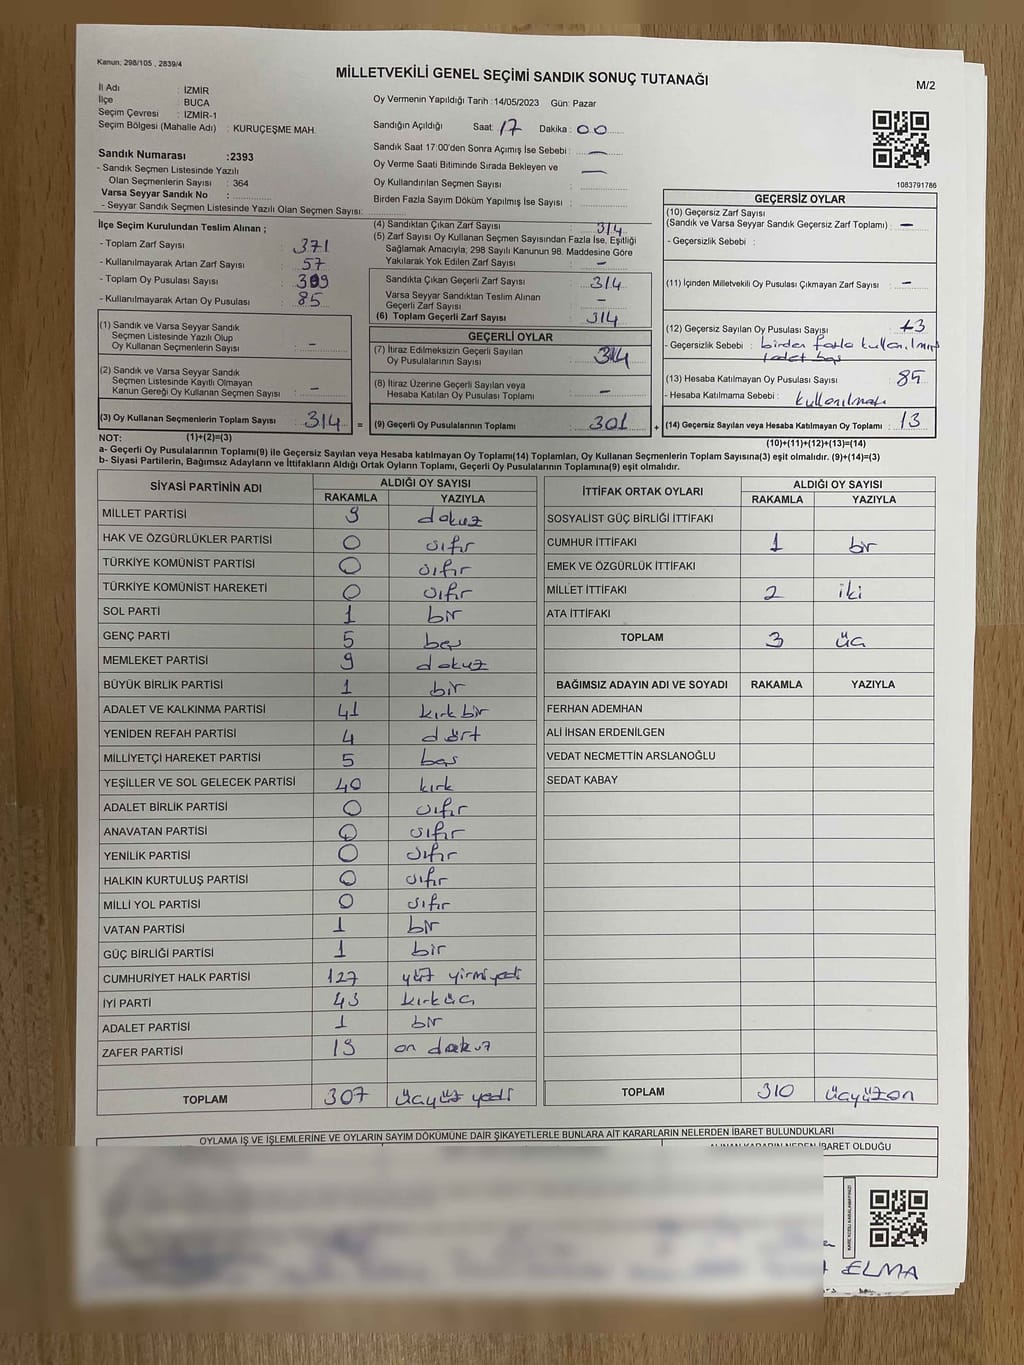 Kanun; 298/105 , 2839/4
MİLLETVEKİLİ GENEL SEÇİMİ SANDIK SONUÇ TUTANAĞI
M/2
İl Adı : İZMİR
İlçe : BUCA
Seçim Çevresi : İZMİR-1
Seçim Bölgesi (Mahalle Adı) : KURUÇEŞME MAH.
Sandık Numarası :2393
- Sandık Seçmen Listesinde Yazılı
Olan Seçmenlerin Sayısı : 364
Varsa Seyyar Sandık No :
- Seyyar Sandık Seçmen Listesinde Yazılı Olan Seçmen Sayısı:
Oy Vermenin Yapıldığı Tarih :14/05/2023 Gün: Pazar
Sandığın Açıldığı Saat: 17 Dakika : 00
Sandık Saat 17:00'den Sonra Açımış İse Sebebi : —
Oy Verme Saati Bitiminde Sırada Bekleyen ve —
Oy Kullandırılan Seçmen Sayısı :
Birden Fazla Sayım Döküm Yapılmış İse Sayısı :
1083791786
İlçe Seçim Kurulundan Teslim Alınan ;
- Toplam Zarf Sayısı : 371
- Kullanılmayarak Artan Zarf Sayısı : 57
- Toplam Oy Pusulası Sayısı : 399
- Kullanılmayarak Artan Oy Pusulası : 85
(1) Sandık ve Varsa Seyyar Sandık
Seçmen Listesinde Yazılı Olup
Oy Kullanan Seçmenlerin Sayısı : -
(2) Sandık ve Varsa Seyyar Sandık
Seçmen Listesinde Kayıtlı Olmayan
Kanun Gereği Oy Kullanan Seçmen Sayısı : -
(3) Oy Kullanan Seçmenlerin Toplam Sayısı : 314 =
(4) Sandıktan Çıkan Zarf Sayısı : 314
(5) Zarf Sayısı Oy Kullanan Seçmen Sayısından Fazla İse, Eşitliği
Sağlamak Amacıyla; 298 Sayılı Kanunun 98. Maddesine Göre
Yakılarak Yok Edilen Zarf Sayısı : -
Sandıkta Çıkan Geçerli Zarf Sayısı : 314
Varsa Seyyar Sandıktan Teslim Alınan
Geçerli Zarf Sayısı : -
(6) Toplam Geçerli Zarf Sayısı : 314
GEÇERLİ OYLAR
(7) İtiraz Edilmeksizin Geçerli Sayılan
Oy Pusulalarının Sayısı : 314
(8) İtiraz Üzerine Geçerli Sayılan veya
Hesaba Katılan Oy Pusulası Toplamı : -
(9) Geçerli Oy Pusulalarının Toplamı : 301 +
GEÇERSİZ OYLAR
(10) Geçersiz Zarf Sayısı
(Sandık ve Varsa Seyyar Sandık Geçersiz Zarf Toplamı) : -
- Geçersizlik Sebebi :
(11) İçinden Milletvekili Oy Pusulası Çıkmayan Zarf Sayısı : -
(12) Geçersiz Sayılan Oy Pusulası Sayısı : 13
- Geçersizlik Sebebi : birden fazla kullanılmış
1 adet boş
(13) Hesaba Katılmayan Oy Pusulası Sayısı : 85
- Hesaba Katılmama Sebebi : kullanılmadı
(14) Geçersiz Sayılan veya Hesaba Katılmayan Oy Toplamı : 13
NOT: (1)+(2)=(3)
(10)+(11)+(12)+(13)=(14)
a- Geçerli Oy Pusulalarının Toplamı(9) ile Geçersiz Sayılan veya Hesaba katılmayan Oy Toplamı(14) Toplamları, Oy Kullanan Seçmenlerin Toplam Sayısına(3) eşit olmalıdır. (9)+(14)=(3)
b- Siyasi Partilerin, Bağımsız Adayların ve İttifakların Aldığı Ortak Oyların Toplamı, Geçerli Oy Pusulalarının Toplamına(9) eşit olmalıdır.
SİYASİ PARTİNİN ADI ALDIĞI OY SAYISI
RAKAMLA YAZIYLA
MİLLET PARTİSİ 9 dokuz
HAK VE ÖZGÜRLÜKLER PARTİSİ 0 sıfır
TÜRKİYE KOMÜNİST PARTİSİ 0 sıfır
TÜRKİYE KOMÜNİST HAREKETİ 0 sıfır
SOL PARTİ 1 bir
GENÇ PARTİ 5 beş
MEMLEKET PARTİSİ 9 dokuz
BÜYÜK BİRLİK PARTİSİ 1 bir
ADALET VE KALKINMA PARTİSİ 41 kırk bir
YENİDEN REFAH PARTİSİ 4 dört
MİLLİYETÇİ HAREKET PARTİSİ 5 beş
YEŞİLLER VE SOL GELECEK PARTİSİ 40 kırk
ADALET BİRLİK PARTİSİ 0 sıfır
ANAVATAN PARTİSİ 0 sıfır
YENİLİK PARTİSİ 0 sıfır
HALKIN KURTULUŞ PARTİSİ 0 sıfır
MİLLİ YOL PARTİSİ 0 sıfır
VATAN PARTİSİ 1 bir
GÜÇ BİRLİĞİ PARTİSİ 1 bir
CUMHURİYET HALK PARTİSİ 127 yüz yirmi yedi
İYİ PARTİ 43 kırk üç
ADALET PARTİSİ 1 bir
ZAFER PARTİSİ 19 on dokuz
TOPLAM 307 üçyüz yedi
İTTİFAK ORTAK OYLARI ALDIĞI OY SAYISI
RAKAMLA YAZIYLA
SOSYALİST GÜÇ BİRLİĞİ İTTİFAKI
CUMHUR İTTİFAKI 1 bir
EMEK VE ÖZGÜRLÜK İTTİFAKI
MİLLET İTTİFAKI 2 iki
ATA İTTİFAKI
TOPLAM 3 üç
BAĞIMSIZ ADAYIN ADI VE SOYADI RAKAMLA YAZIYLA
FERHAN ADEMHAN
ALİ İHSAN ERDENİLGEN
VEDAT NECMETTİN ARSLANOĞLU
SEDAT KABAY
TOPLAM 310 üçyüzon
OYLAMA İŞ VE İŞLEMLERİNE VE OYLARIN SAYIM DÖKÜMÜNE DAİR ŞİKAYETLERLE BUNLARA AİT KARARLARIN NELERDEN İBARET BULUNDUKLARI
ALINAN KARARIN NEDEN İBARET OLDUĞU
ELMA